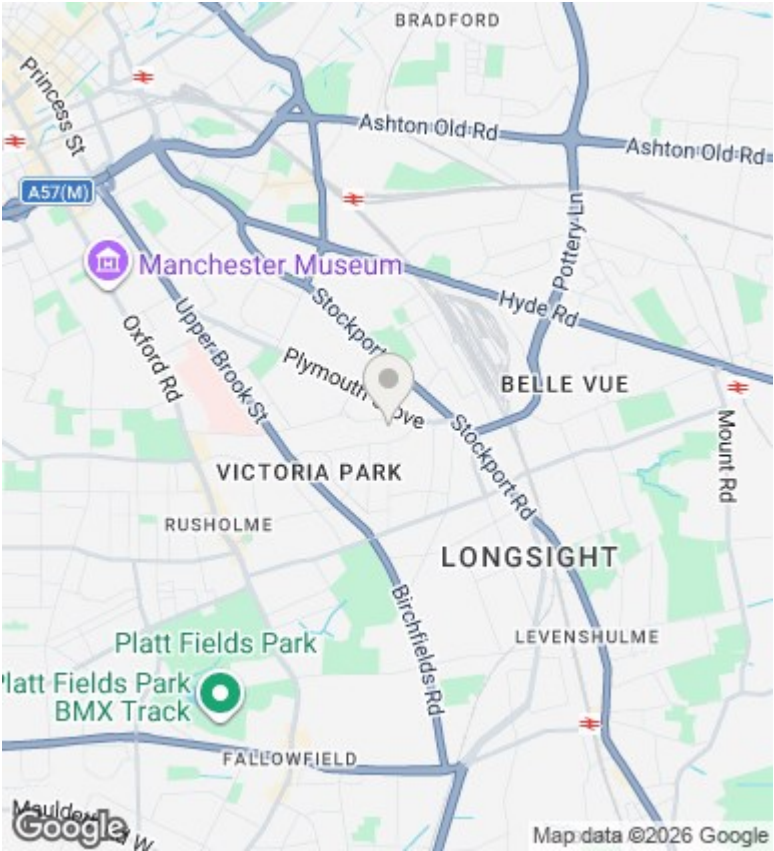 BRADFORD
Princess St
Ashton Old Rd
Ashton Old Rd
A57(M)
Pottery Ln
Manchester Museum
Hyde Rd
Stockport
Oxford Rd
Upper Brook St
Plymouth Grove
BELLE VUE
Mount Rd
Stockport Rd
VICTORIA PARK
RUSHOLME
LONGSIGHT
Birchfields Rd
LEVENSHULME
Platt Fields Park
Platt Fields Park
BMX Track
FALLOWFIELD
Google
Map data ©2026 Google